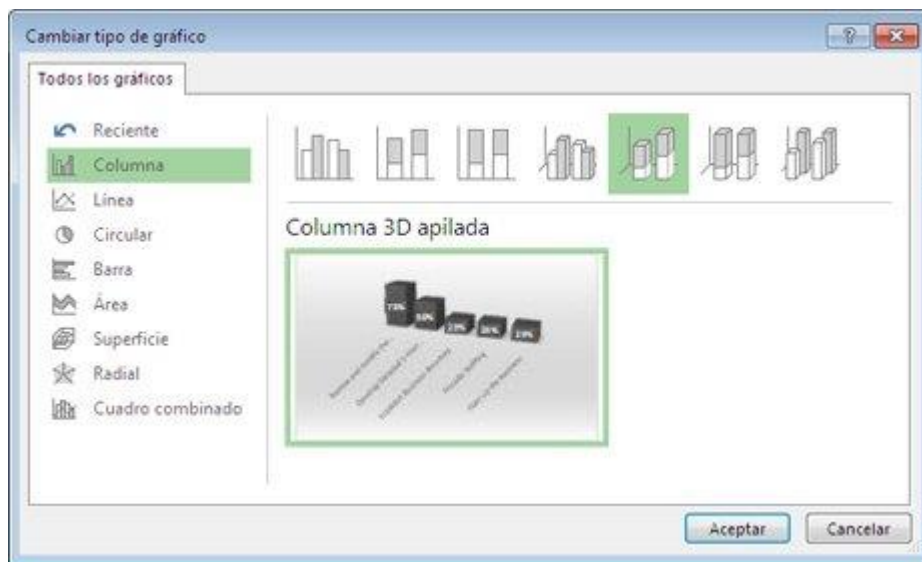 Cambiar tipo de gráfico
Todos los gráficos
Reciente
Columna
Línea
Circular
Barra
Área
Superficie
Radial
Cuadro combinado
Columna 3D apilada
Aceptar
Cancelar